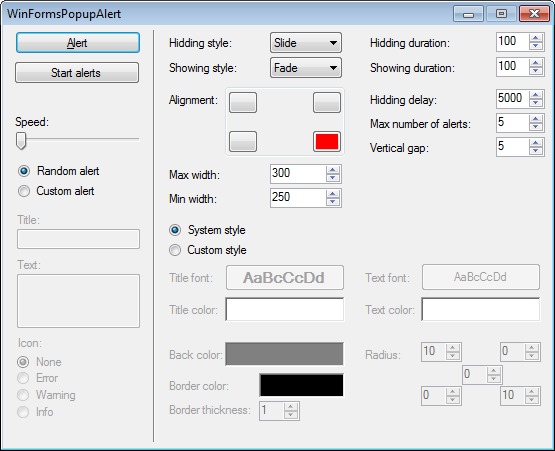 WinFormsPopupAlert
Alert
Start alerts
Speed:
Random alert
Custom alert
Title:
Text:
Icon:
None
Error
Warning
Info
Hidding style: Slide
Showing style: Fade
Alignment:
Max width: 300
Min width: 250
Hidding duration: 100
Showing duration: 100
Hidding delay: 5000
Max number of alerts: 5
Vertical gap: 5
System style
Custom style
Title font: AaBbCcDd
Text font: AaBbCcDd
Title color:
Text color:
Back color:
Border color:
Border thickness: 1
Radius: 10 0
0
0 10